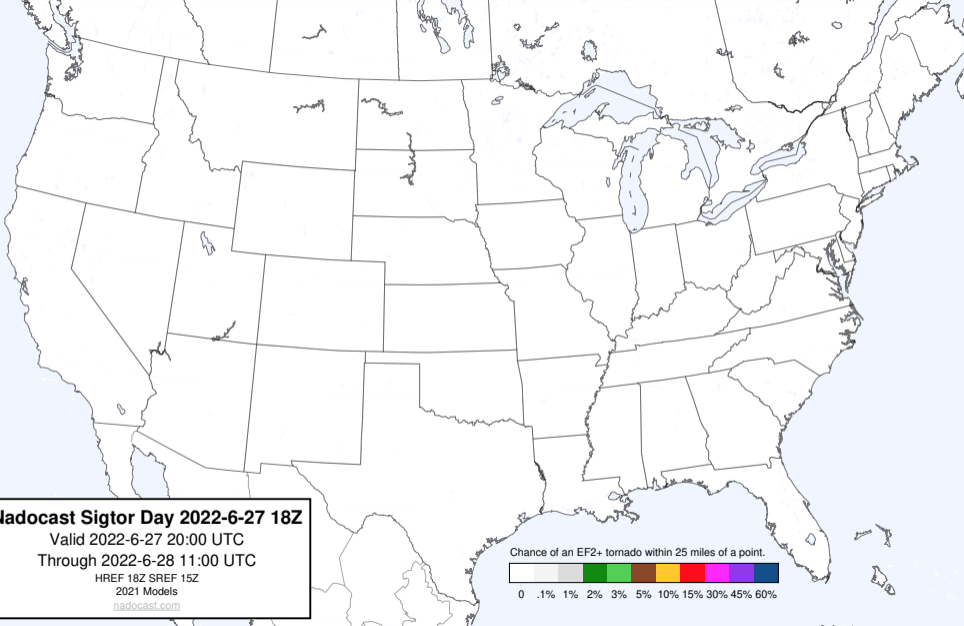 Nadocast Sigtor Day 2022-6-27 18Z
Valid 2022-6-27 20:00 UTC
Through 2022-6-28 11:00 UTC
HREF 18Z SREF 15Z
2021 Models
nadocast.com
Chance of an EF2+ tornado within 25 miles of a point.
0 .1% 1% 2% 3% 5% 10% 15% 30% 45% 60%